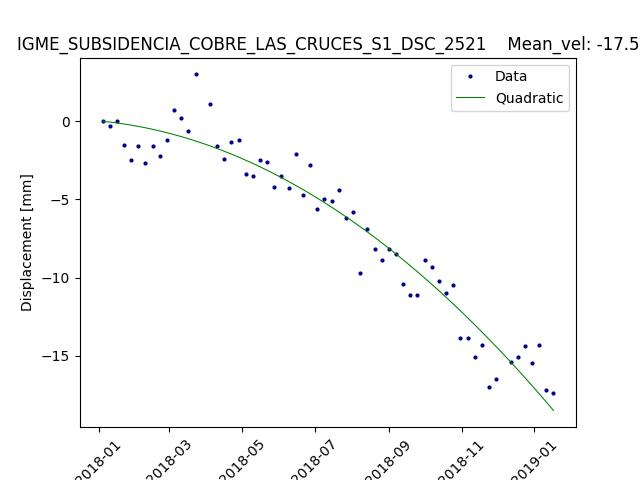 IGME_SUBSIDENCIA_COBRE_LAS_CRUCES_S1_DSC_2521 Mean_vel: -17.5
Data
Quadratic
Displacement [mm]
0
−5
−10
−15
2018-01
2018-03
2018-05
2018-07
2018-09
2018-11
2019-01